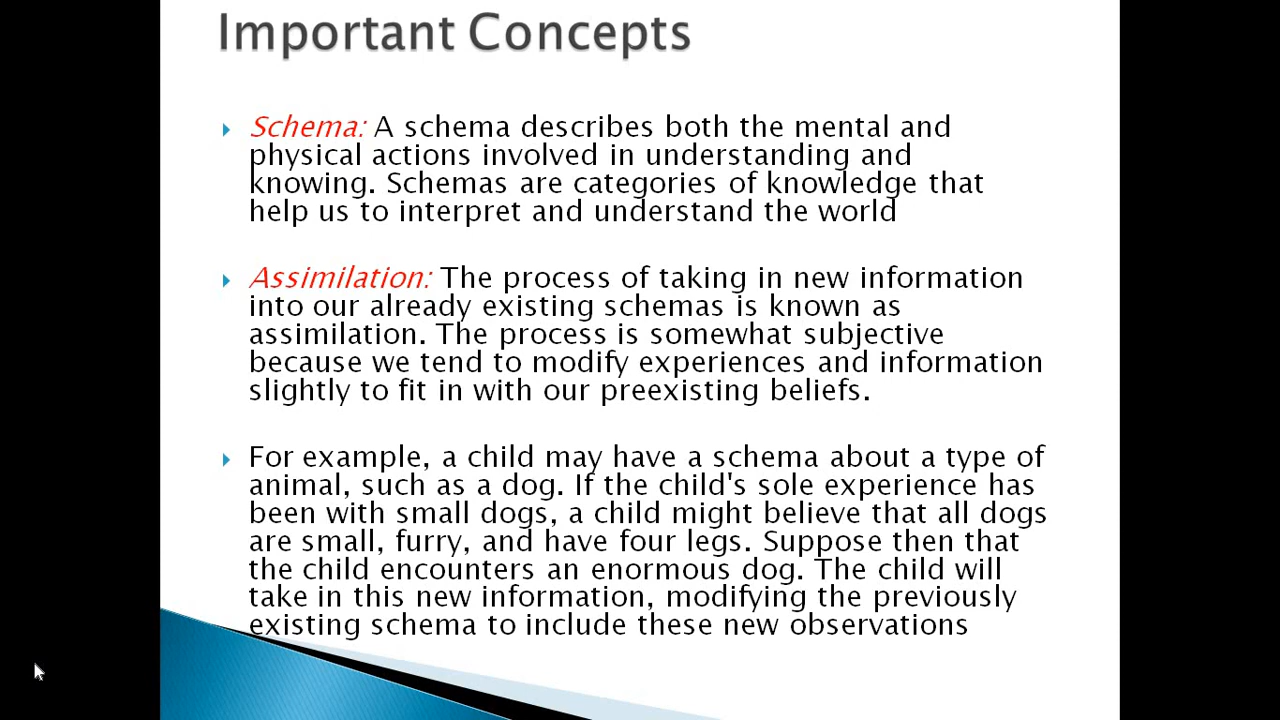 Important Concepts
Schema: A schema describes both the mental and
physical actions involved in understanding and
knowing. Schemas are categories of knowledge that
help us to interpret and understand the world
Assimilation: The process of taking in new information
into our already existing schemas is known as
assimilation. The process is somewhat subjective
because we tend to modify experiences and information
slightly to fit in with our preexisting beliefs.
For example, a child may have a schema about a type of
animal, such as a dog. If the child's sole experience has
been with small dogs, a child might believe that all dogs
are small, furry, and have four legs. Suppose then that
the child encounters an enormous dog. The child will
take in this new information, modifying the previously
existing schema to include these new observations